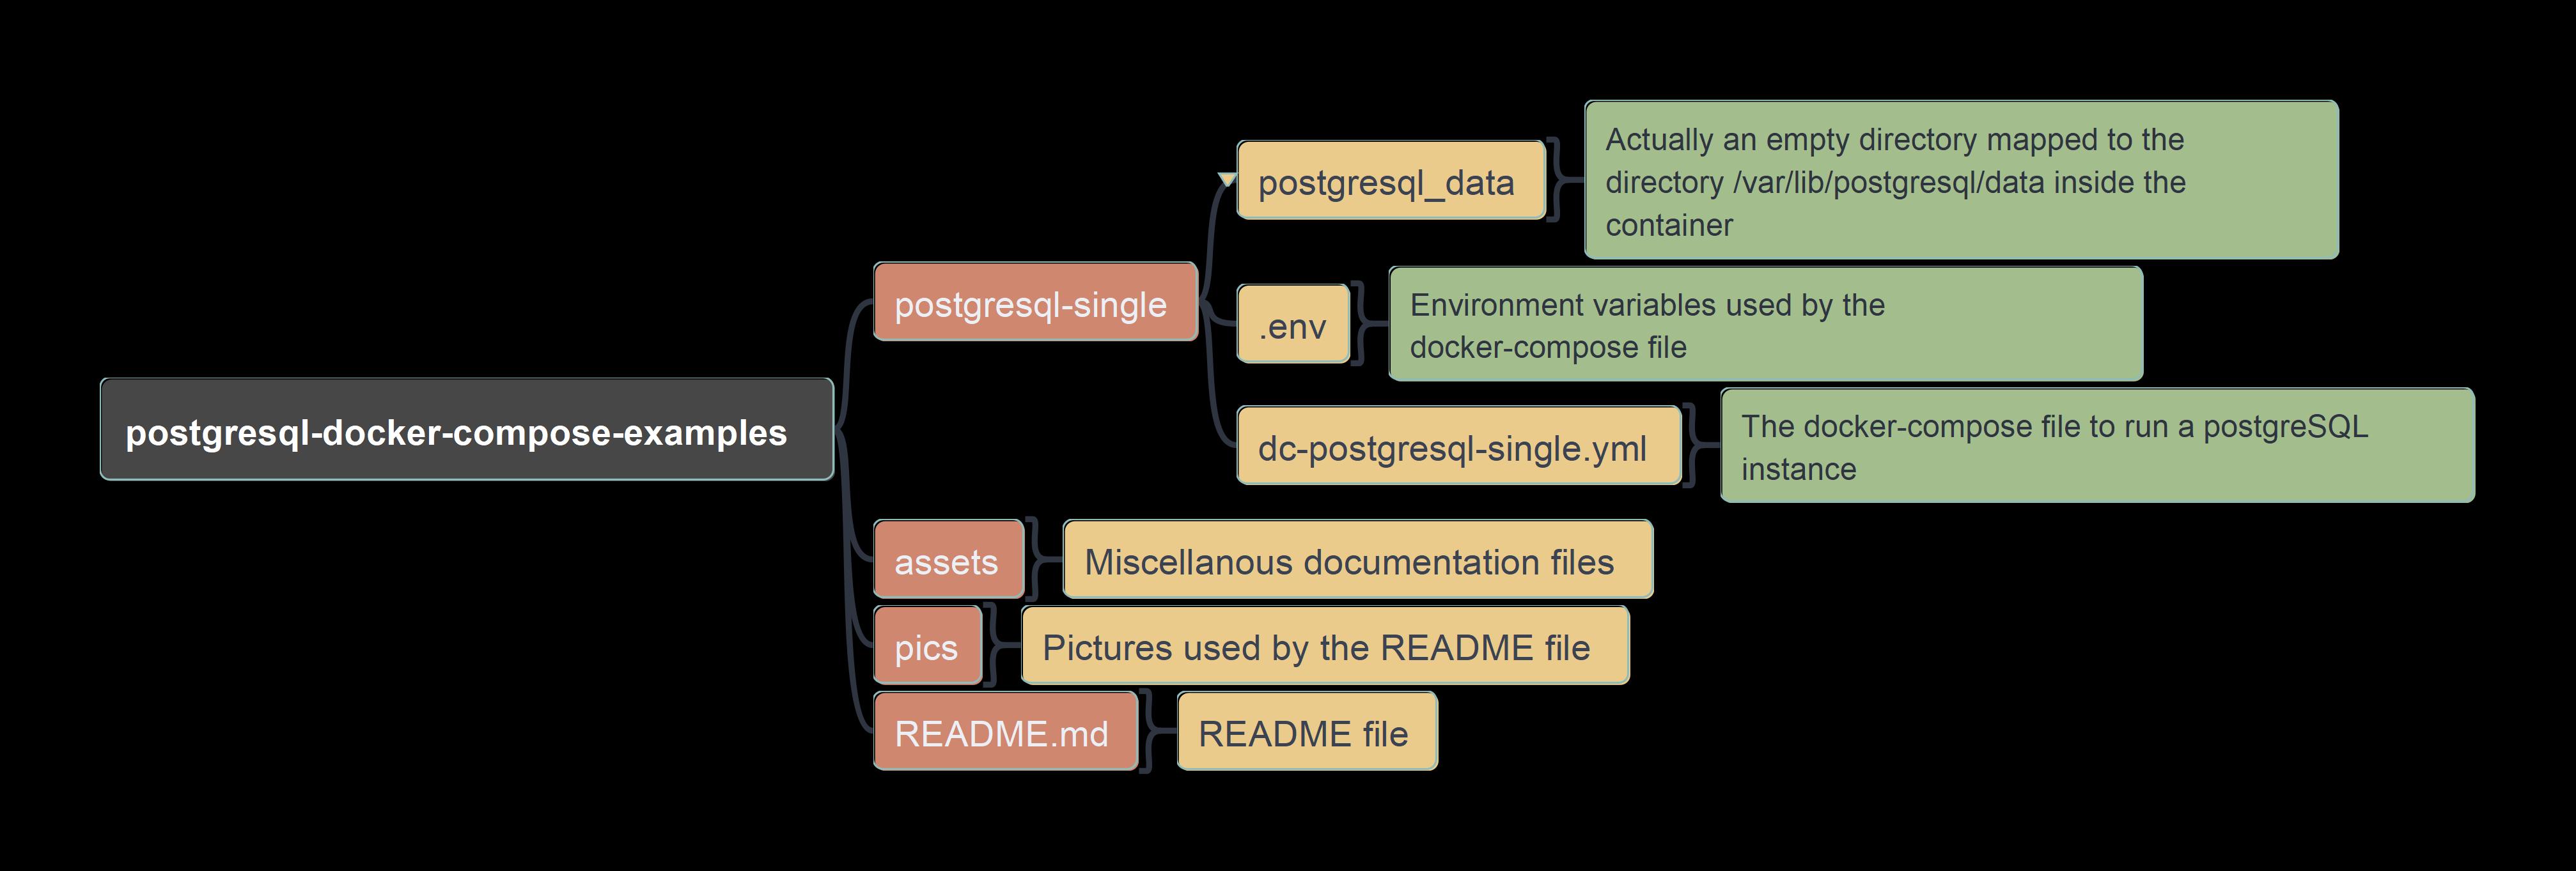 postgresql-docker-compose-examples
postgresql-single
postgresql_data
Actually an empty directory mapped to the
directory /var/lib/postgresql/data inside the
container
.env
Environment variables used by the
docker-compose file
dc-postgresql-single.yml
The docker-compose file to run a postgreSQL
instance
assets
Miscellanous documentation files
pics
Pictures used by the README file
README.md
README file